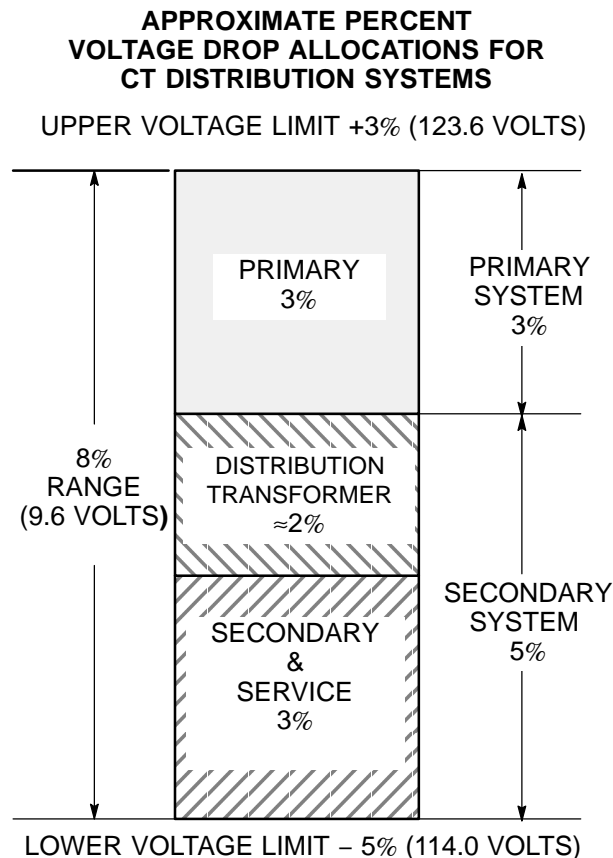 APPROXIMATE PERCENT
VOLTAGE DROP ALLOCATIONS FOR
CT DISTRIBUTION SYSTEMS
UPPER VOLTAGE LIMIT +3% (123.6 VOLTS)
PRIMARY
3%
PRIMARY
SYSTEM
3%
8%
RANGE
(9.6 VOLTS)
DISTRIBUTION
TRANSFORMER
≈2%
SECONDARY
&
SERVICE
3%
SECONDARY
SYSTEM
5%
LOWER VOLTAGE LIMIT – 5% (114.0 VOLTS)